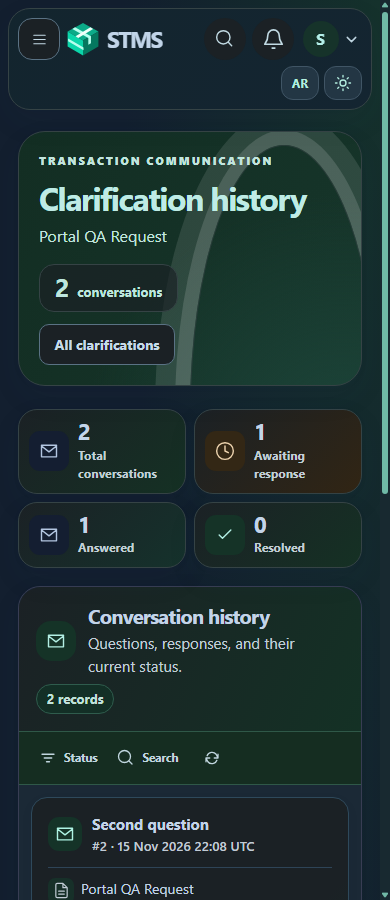 STMS
S
AR
TRANSACTION COMMUNICATION
Clarification history
Portal QA Request
2 conversations
All clarifications
2
Total
conversations
1
Awaiting
response
1
Answered
0
Resolved
Conversation history
Questions, responses, and their
current status.
2 records
Status
Search
Second question
#2 · 15 Nov 2026 22:08 UTC
Portal QA Request